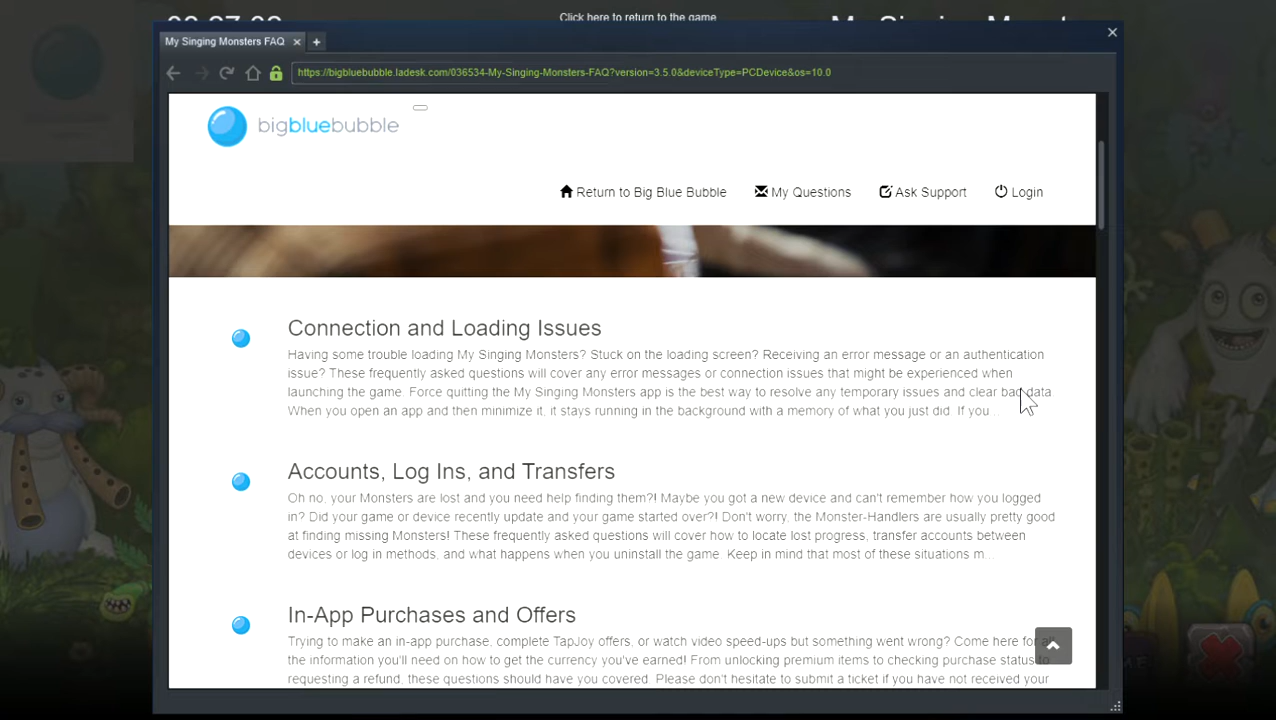 Click here to return to the game
My Singing Monsters FAQ
https://bigbluebubble.ladesk.com/036534-My-Singing-Monsters-FAQ?version=3.5.0&deviceType=PCDevice&os=10.0
bigbluebubble
Return to Big Blue Bubble My Questions Ask Support Login
Connection and Loading Issues
Having some trouble loading My Singing Monsters? Stuck on the loading screen? Receiving an error message or an authentication
issue? These frequently asked questions will cover any error messages or connection issues that might be experienced when
launching the game. Force quitting the My Singing Monsters app is the best way to resolve any temporary issues and clear bad data.
When you open an app and then minimize it, it stays running in the background with a memory of what you just did. If you ...
Accounts, Log Ins, and Transfers
Oh no, your Monsters are lost and you need help finding them?! Maybe you got a new device and can't remember how you logged
in? Did your game or device recently update and your game started over?! Don't worry, the Monster-Handlers are usually pretty good
at finding missing Monsters! These frequently asked questions will cover how to locate lost progress, transfer accounts between
devices or log in methods, and what happens when you uninstall the game. Keep in mind that most of these situations m...
In-App Purchases and Offers
Trying to make an in-app purchase, complete TapJoy offers, or watch video speed-ups but something went wrong? Come here for all
the information you'll need on how to get the currency you've earned! From unlocking premium items to checking purchase status to
requesting a refund, these questions should have you covered. Please don't hesitate to submit a ticket if you have not received your